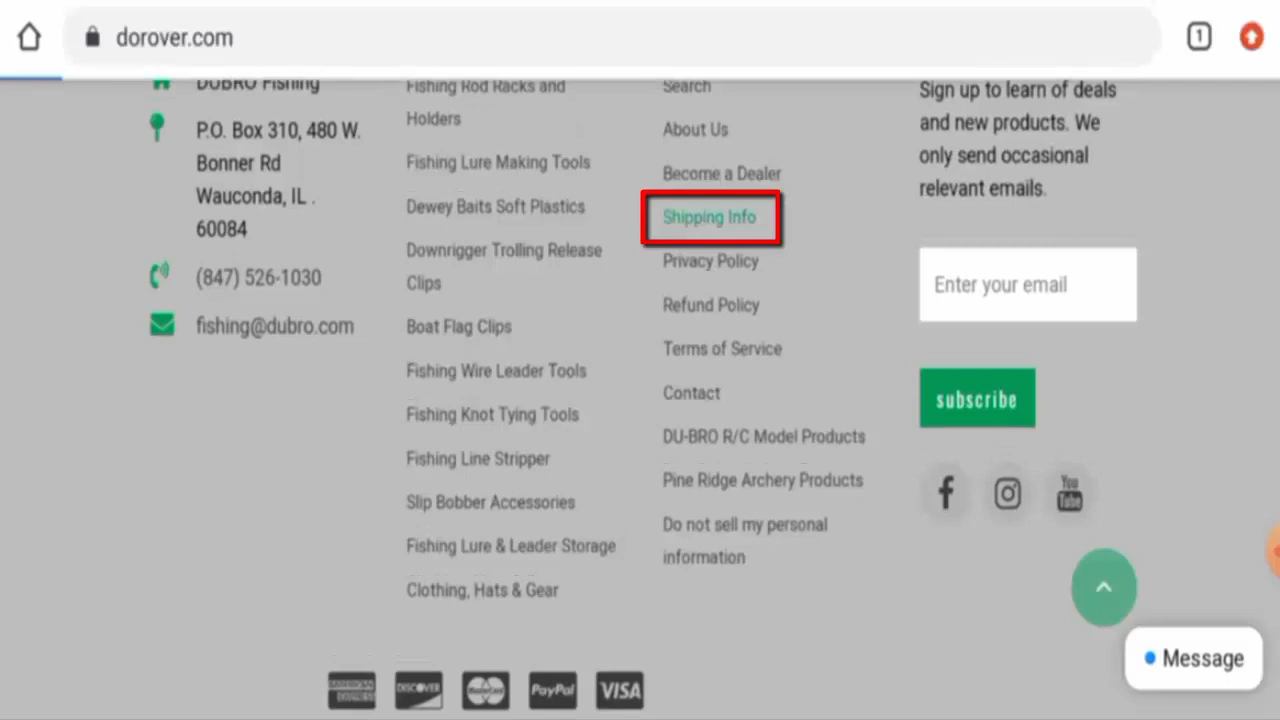 dorover.com
1
DUBRO Fishing
P.O. Box 310, 480 W.
Bonner Rd
Wauconda, IL .
60084
(847) 526-1030
fishing@dubro.com
Fishing Rod Racks and
Holders
Fishing Lure Making Tools
Dewey Baits Soft Plastics
Downrigger Trolling Release
Clips
Boat Flag Clips
Fishing Wire Leader Tools
Fishing Knot Tying Tools
Fishing Line Stripper
Slip Bobber Accessories
Fishing Lure & Leader Storage
Clothing, Hats & Gear
Search
About Us
Become a Dealer
Shipping Info
Privacy Policy
Refund Policy
Terms of Service
Contact
DU-BRO R/C Model Products
Pine Ridge Archery Products
Do not sell my personal
information
Sign up to learn of deals
and new products. We
only send occasional
relevant emails.
Enter your email
subscribe
You
Tube
Message
AMERICAN
EXPRESS
DISCOVER
MasterCard
PayPal
VISA